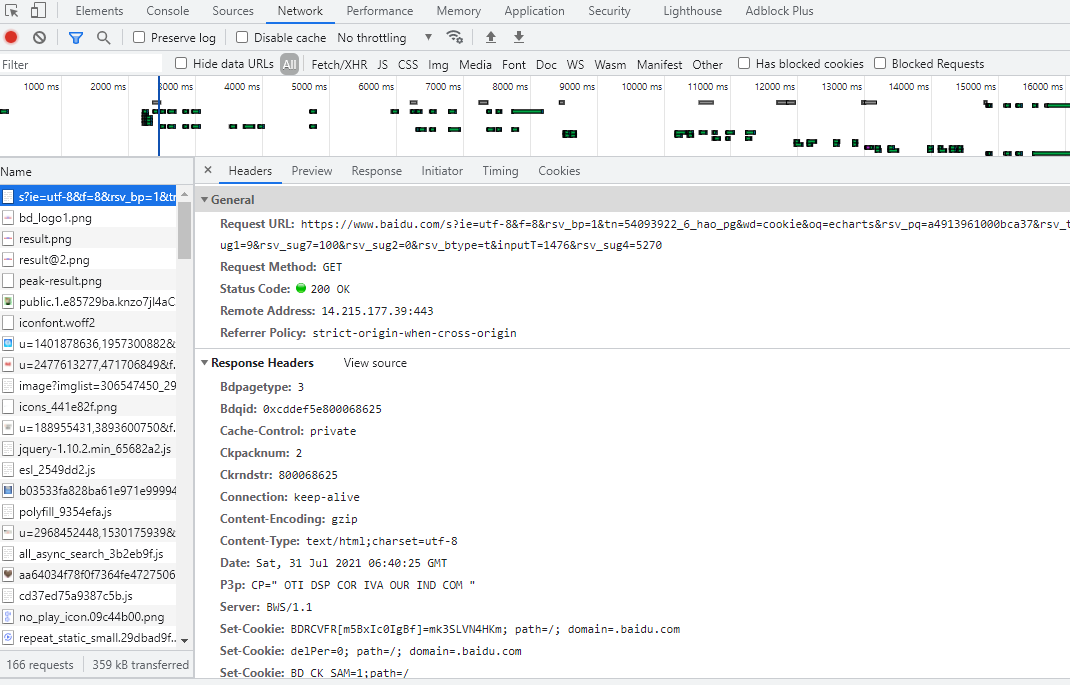 Elements Console Sources Network Performance Memory Application Security Lighthouse Adblock Plus
Preserve log Disable cache No throttling
Filter Hide data URLs All Fetch/XHR JS CSS Img Media Font Doc WS Wasm Manifest Other Has blocked cookies Blocked Requests
1000 ms 2000 ms 3000 ms 4000 ms 5000 ms 6000 ms 7000 ms 8000 ms 9000 ms 10000 ms 11000 ms 12000 ms 13000 ms 14000 ms 15000 ms 16000 ms
Name
s?ie=utf-8&f=8&rsv_bp=1&tn
bd_logo1.png
result.png
result@2.png
peak-result.png
public.1.e85729ba.knzo7jl4aC
iconfont.woff2
u=1401878636,1957300882&
u=2477613277,471706849&f.
image?imglist=306547450_29
icons_441e82f.png
u=188955431,3893600750&f.
jquery-1.10.2.min_65682a2.js
esl_2549dd2.js
b03533fa828ba61e971e99994
polyfill_9354efa.js
u=2968452448,1530175939&
all_async_search_3b2eb9f.js
aa64034f78f0f7364fe4727506
cd37ed75a9387c5b.js
no_play_icon.09c44b00.png
repeat_static_small.29dbad9f..
166 requests 359 kB transferred
× Headers Preview Response Initiator Timing Cookies
General
Request URL: https://www.baidu.com/s?ie=utf-8&f=8&rsv_bp=1&tn=54093922_6_hao_pg&wd=cookie&oq=echarts&rsv_pq=a4913961000bca37&rsv_t
ug1=9&rsv_sug7=100&rsv_sug2=0&rsv_btype=t&inputT=1476&rsv_sug4=5270
Request Method: GET
Status Code: 200 OK
Remote Address: 14.215.177.39:443
Referrer Policy: strict-origin-when-cross-origin
Response Headers View source
Bdpagetype: 3
Bdqid: 0xcddef5e800068625
Cache-Control: private
Ckpacknum: 2
Ckrndstr: 800068625
Connection: keep-alive
Content-Encoding: gzip
Content-Type: text/html;charset=utf-8
Date: Sat, 31 Jul 2021 06:40:25 GMT
P3p: CP=" OTI DSP COR IVA OUR IND COM "
Server: BWS/1.1
Set-Cookie: BDRCVFR[m5BxIc0IgBf]=mk3SLVN4HKm; path=/; domain=.baidu.com
Set-Cookie: delPer=0; path=/; domain=.baidu.com
Set-Cookie: BD_CK_SAM=1;path=/